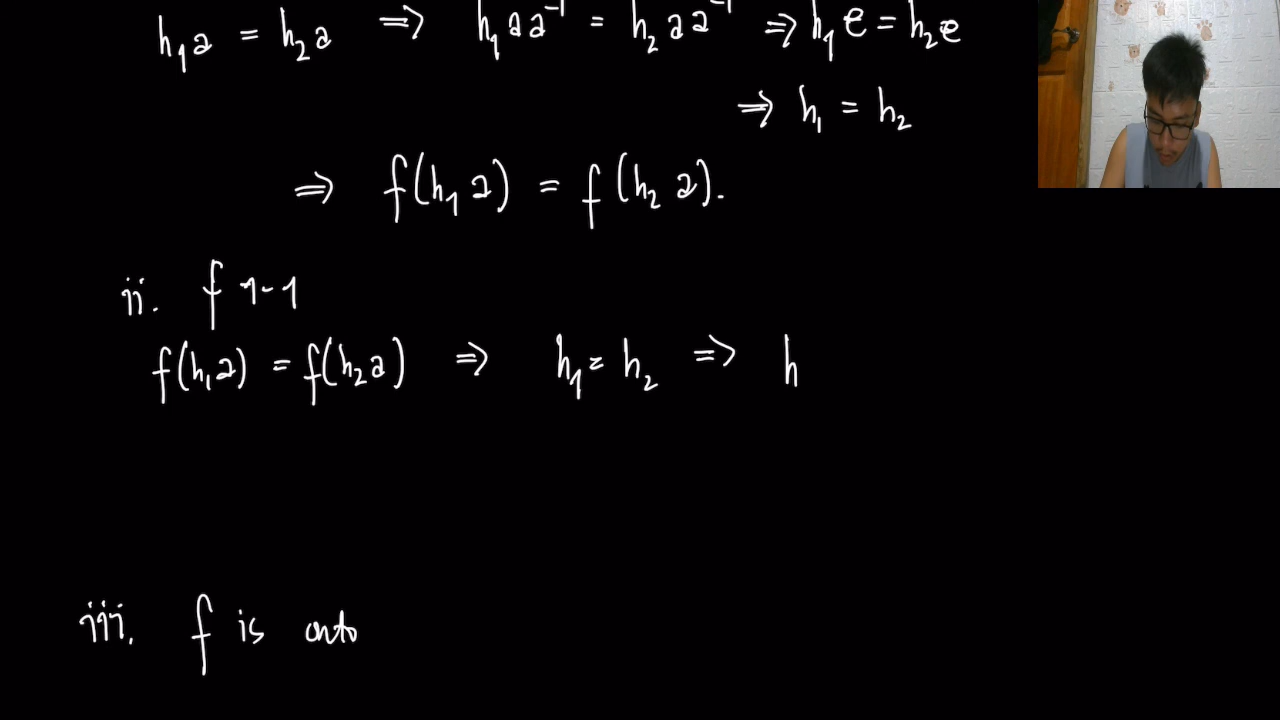 h₁a = h₂a ⇒ h₁aa⁻¹ = h₂aa⁻¹ ⇒ h₁e = h₂e
⇒ h₁ = h₂
⇒ f(h₁a) = f(h₂a).
ii. f 1-1
f(h₁a) = f(h₂a) ⇒ h₁ = h₂ ⇒ h
iii. f is onto